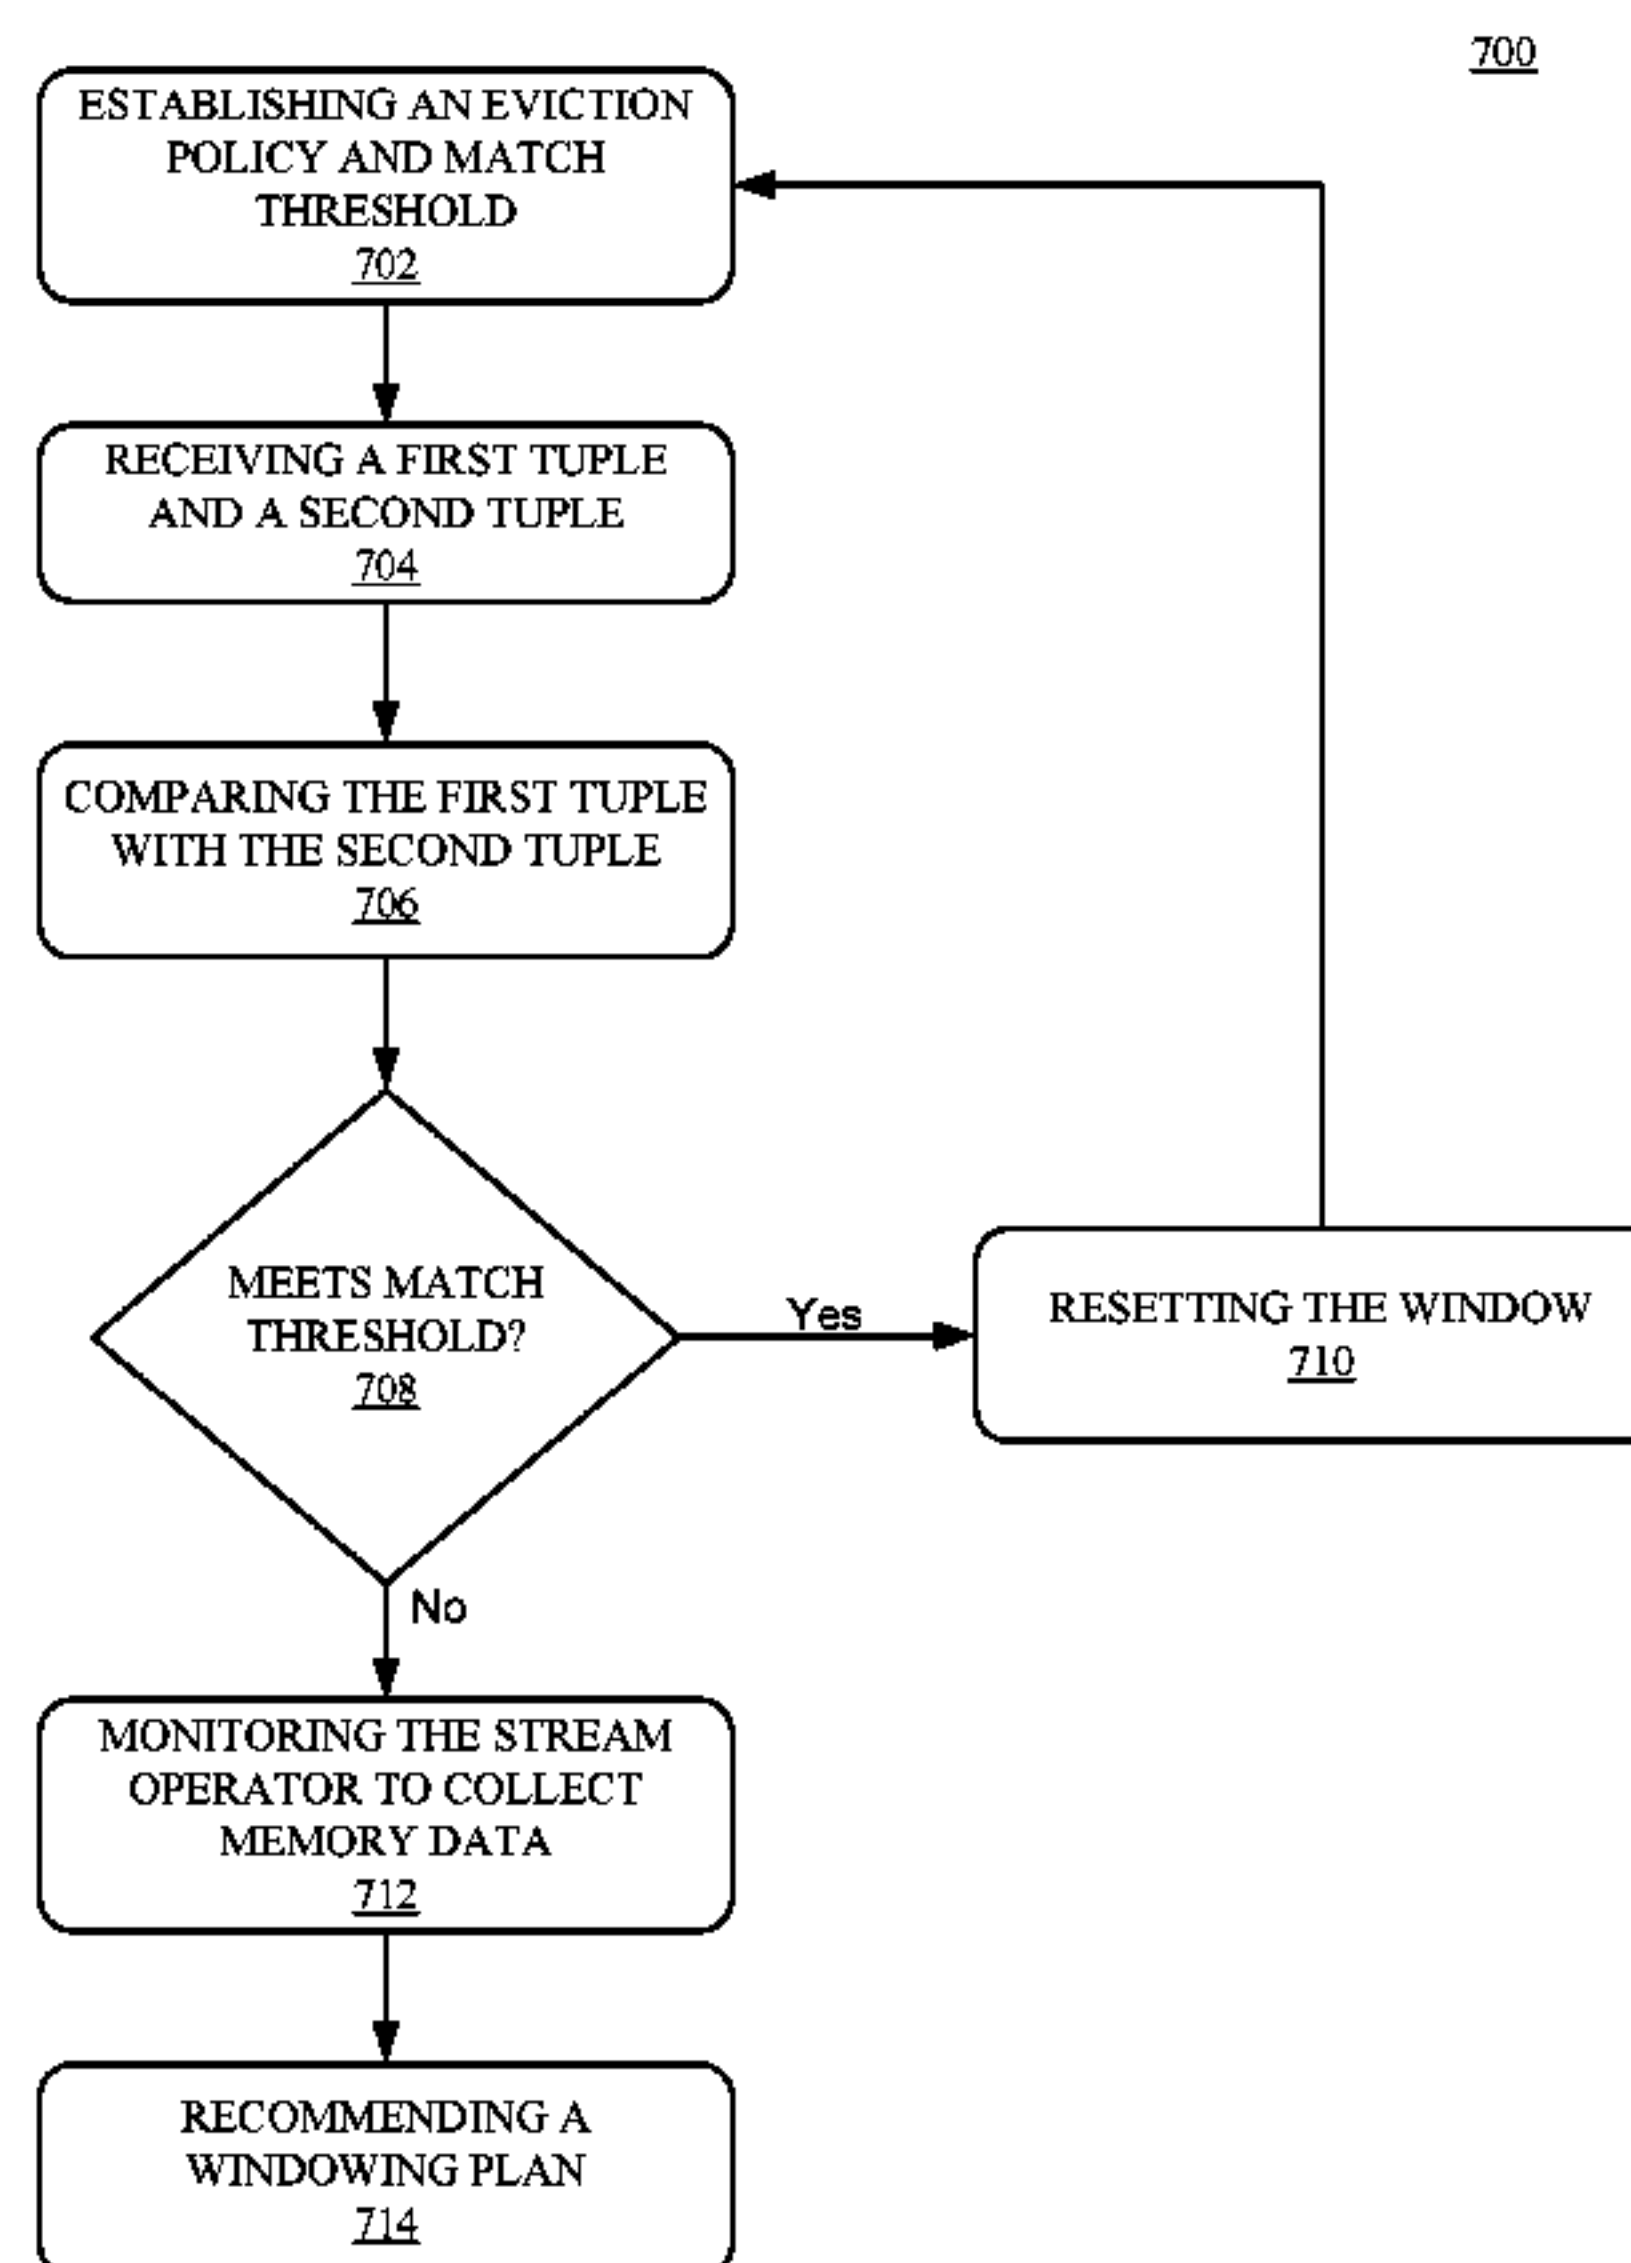 700
ESTABLISHING AN EVICTION
POLICY AND MATCH
THRESHOLD
702
RECEIVING A FIRST TUPLE
AND A SECOND TUPLE
704
COMPARING THE FIRST TUPLE
WITH THE SECOND TUPLE
706
MEETS MATCH
THRESHOLD?
708
Yes
RESETTING THE WINDOW
710
No
MONITORING THE STREAM
OPERATOR TO COLLECT
MEMORY DATA
712
RECOMMENDING A
WINDOWING PLAN
714